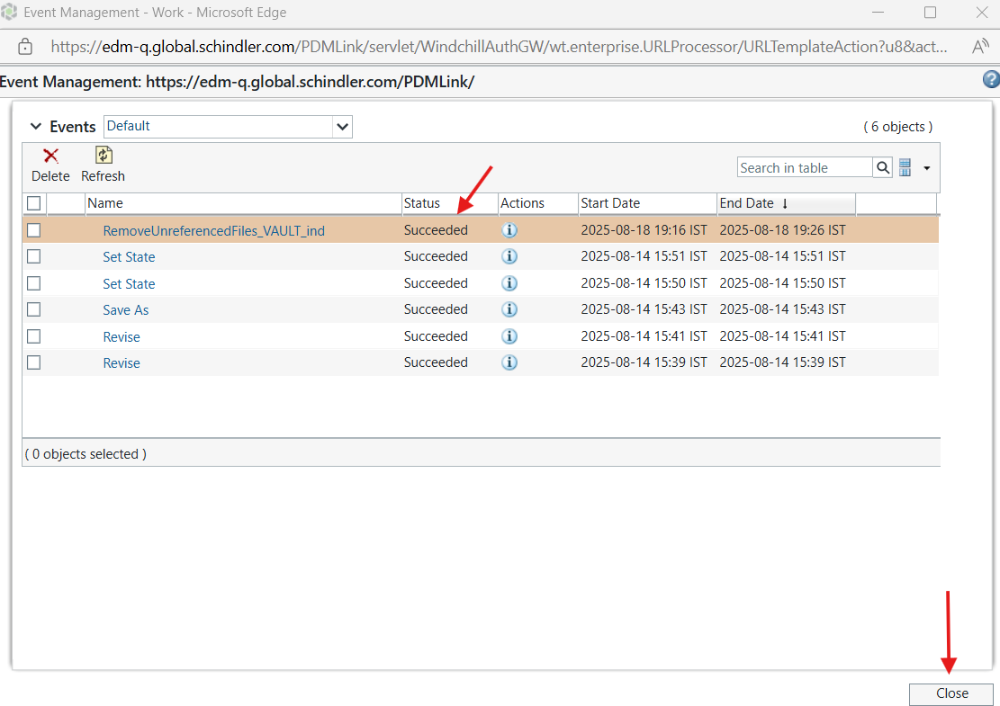 Event Management - Work - Microsoft Edge
https://edm-q.global.schindler.com/PDMLink/servlet/WindchillAuthGW/wt.enterprise.URLProcessor/URLTemplateAction?u8&act...
Event Management: https://edm-q.global.schindler.com/PDMLink/
Events Default ( 6 objects )
Delete Refresh Search in table
Name Status Actions Start Date End Date ↓
RemoveUnreferencedFiles_VAULT_ind Succeeded 2025-08-18 19:16 IST 2025-08-18 19:26 IST
Set State Succeeded 2025-08-14 15:51 IST 2025-08-14 15:51 IST
Set State Succeeded 2025-08-14 15:50 IST 2025-08-14 15:50 IST
Save As Succeeded 2025-08-14 15:43 IST 2025-08-14 15:43 IST
Revise Succeeded 2025-08-14 15:41 IST 2025-08-14 15:41 IST
Revise Succeeded 2025-08-14 15:39 IST 2025-08-14 15:39 IST
( 0 objects selected )
Close